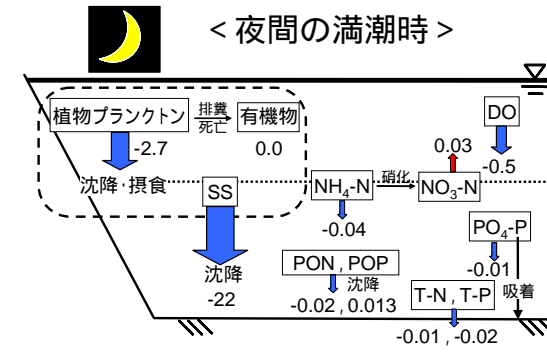 ＜夜間の満潮時＞
植物プランクトン
排糞
死亡
有機物
-2.7
0.0
沈降・摂食
SS
沈降
-22
NH4-N
-0.04
硝化
0.03
NO3-N
DO
-0.5
PO4-P
-0.01
吸着
PON , POP
沈降
-0.02 , 0.013
T-N , T-P
-0.01 , -0.02